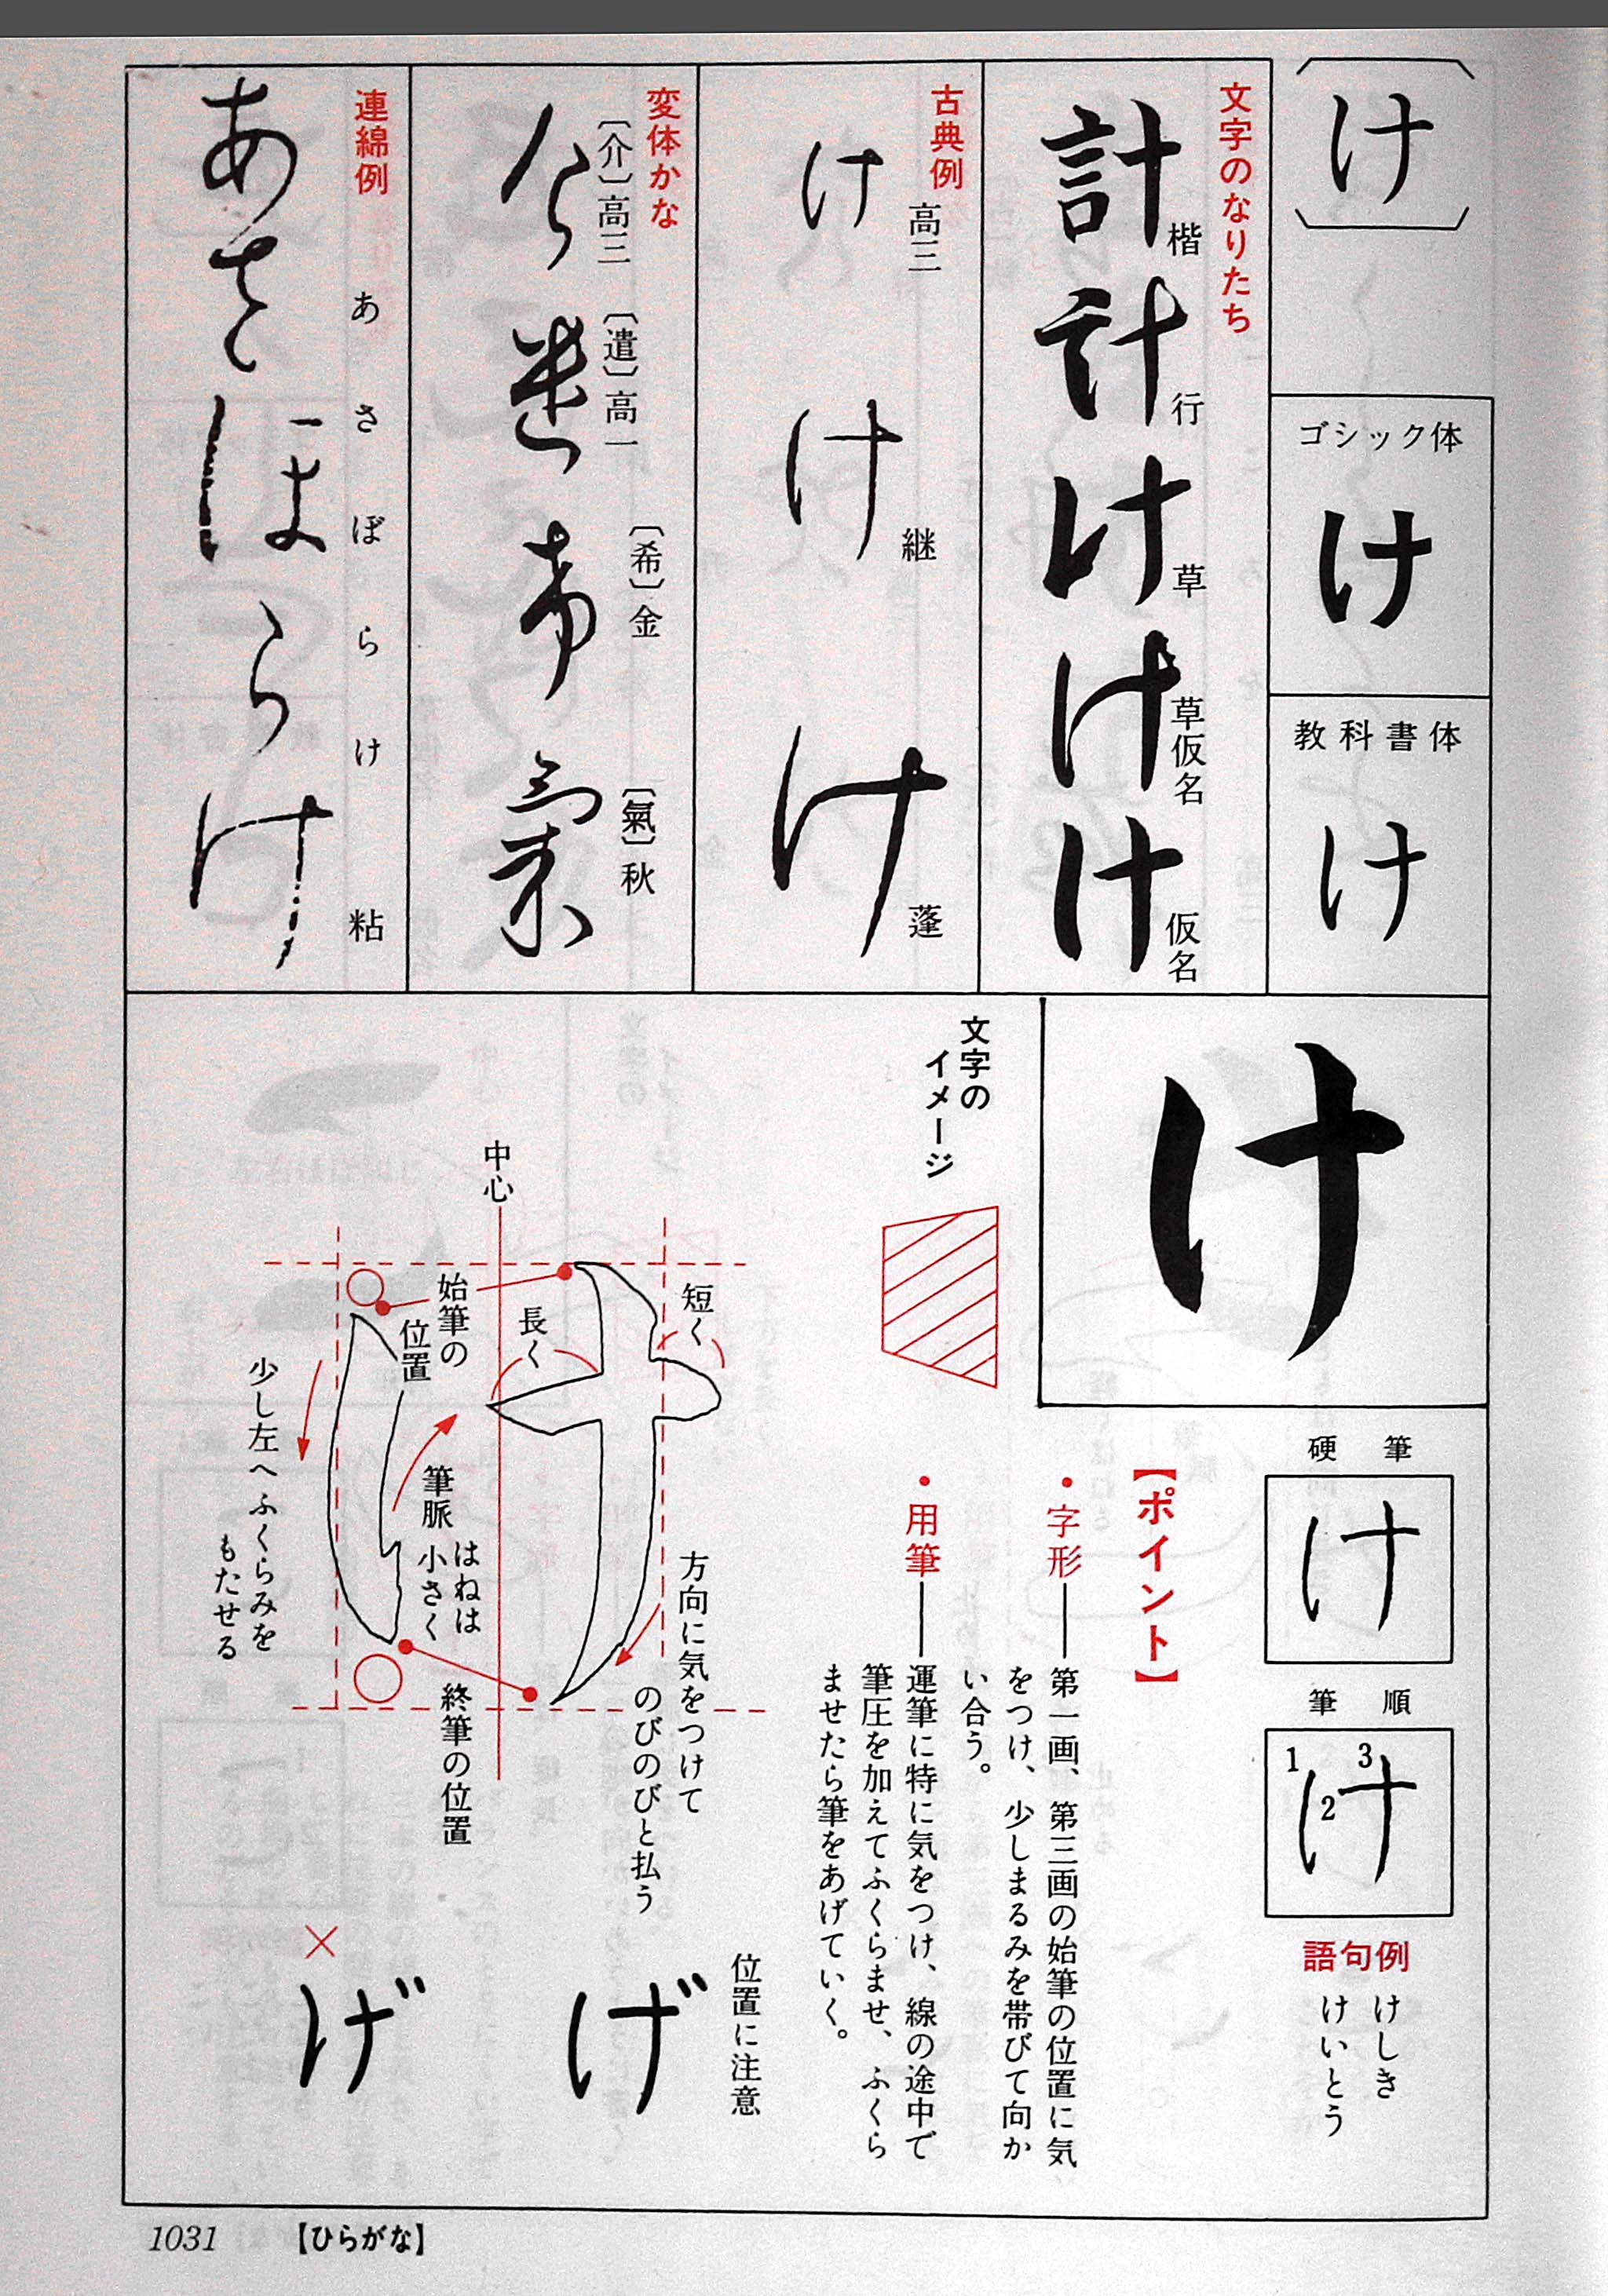 け
ゴシック体
け
教科書体
け
文字のなりたち
計 楷
計 行
け 草
け 草仮名
け 仮名
古典例
け 高三
け 継
け 蓬
変体かな
〔介〕高三
〔遣〕高一
〔希〕金
〔氣〕秋
連綿例
あさぼらけ 粘
あさほらけ
け
硬筆
け
筆順
け
1
2
3
語句例
けしき
けいとう
【ポイント】
・字形――第一画、第三画の始筆の位置に気
をつけ、少しまるみを帯びて向か
い合う。
・用筆――運筆に特に気をつけ、線の途中で
筆圧を加えてふくらませ、ふくら
ませたら筆をあげていく。
文字の
イメージ
中心
短く
長く
始筆の
位置
筆脈
はねは
小さく
少し左へふくらみを
もたせる
方向に気をつけて
のびのびと払う
終筆の位置
位置に注意
げ
×
げ
1031 【ひらがな】